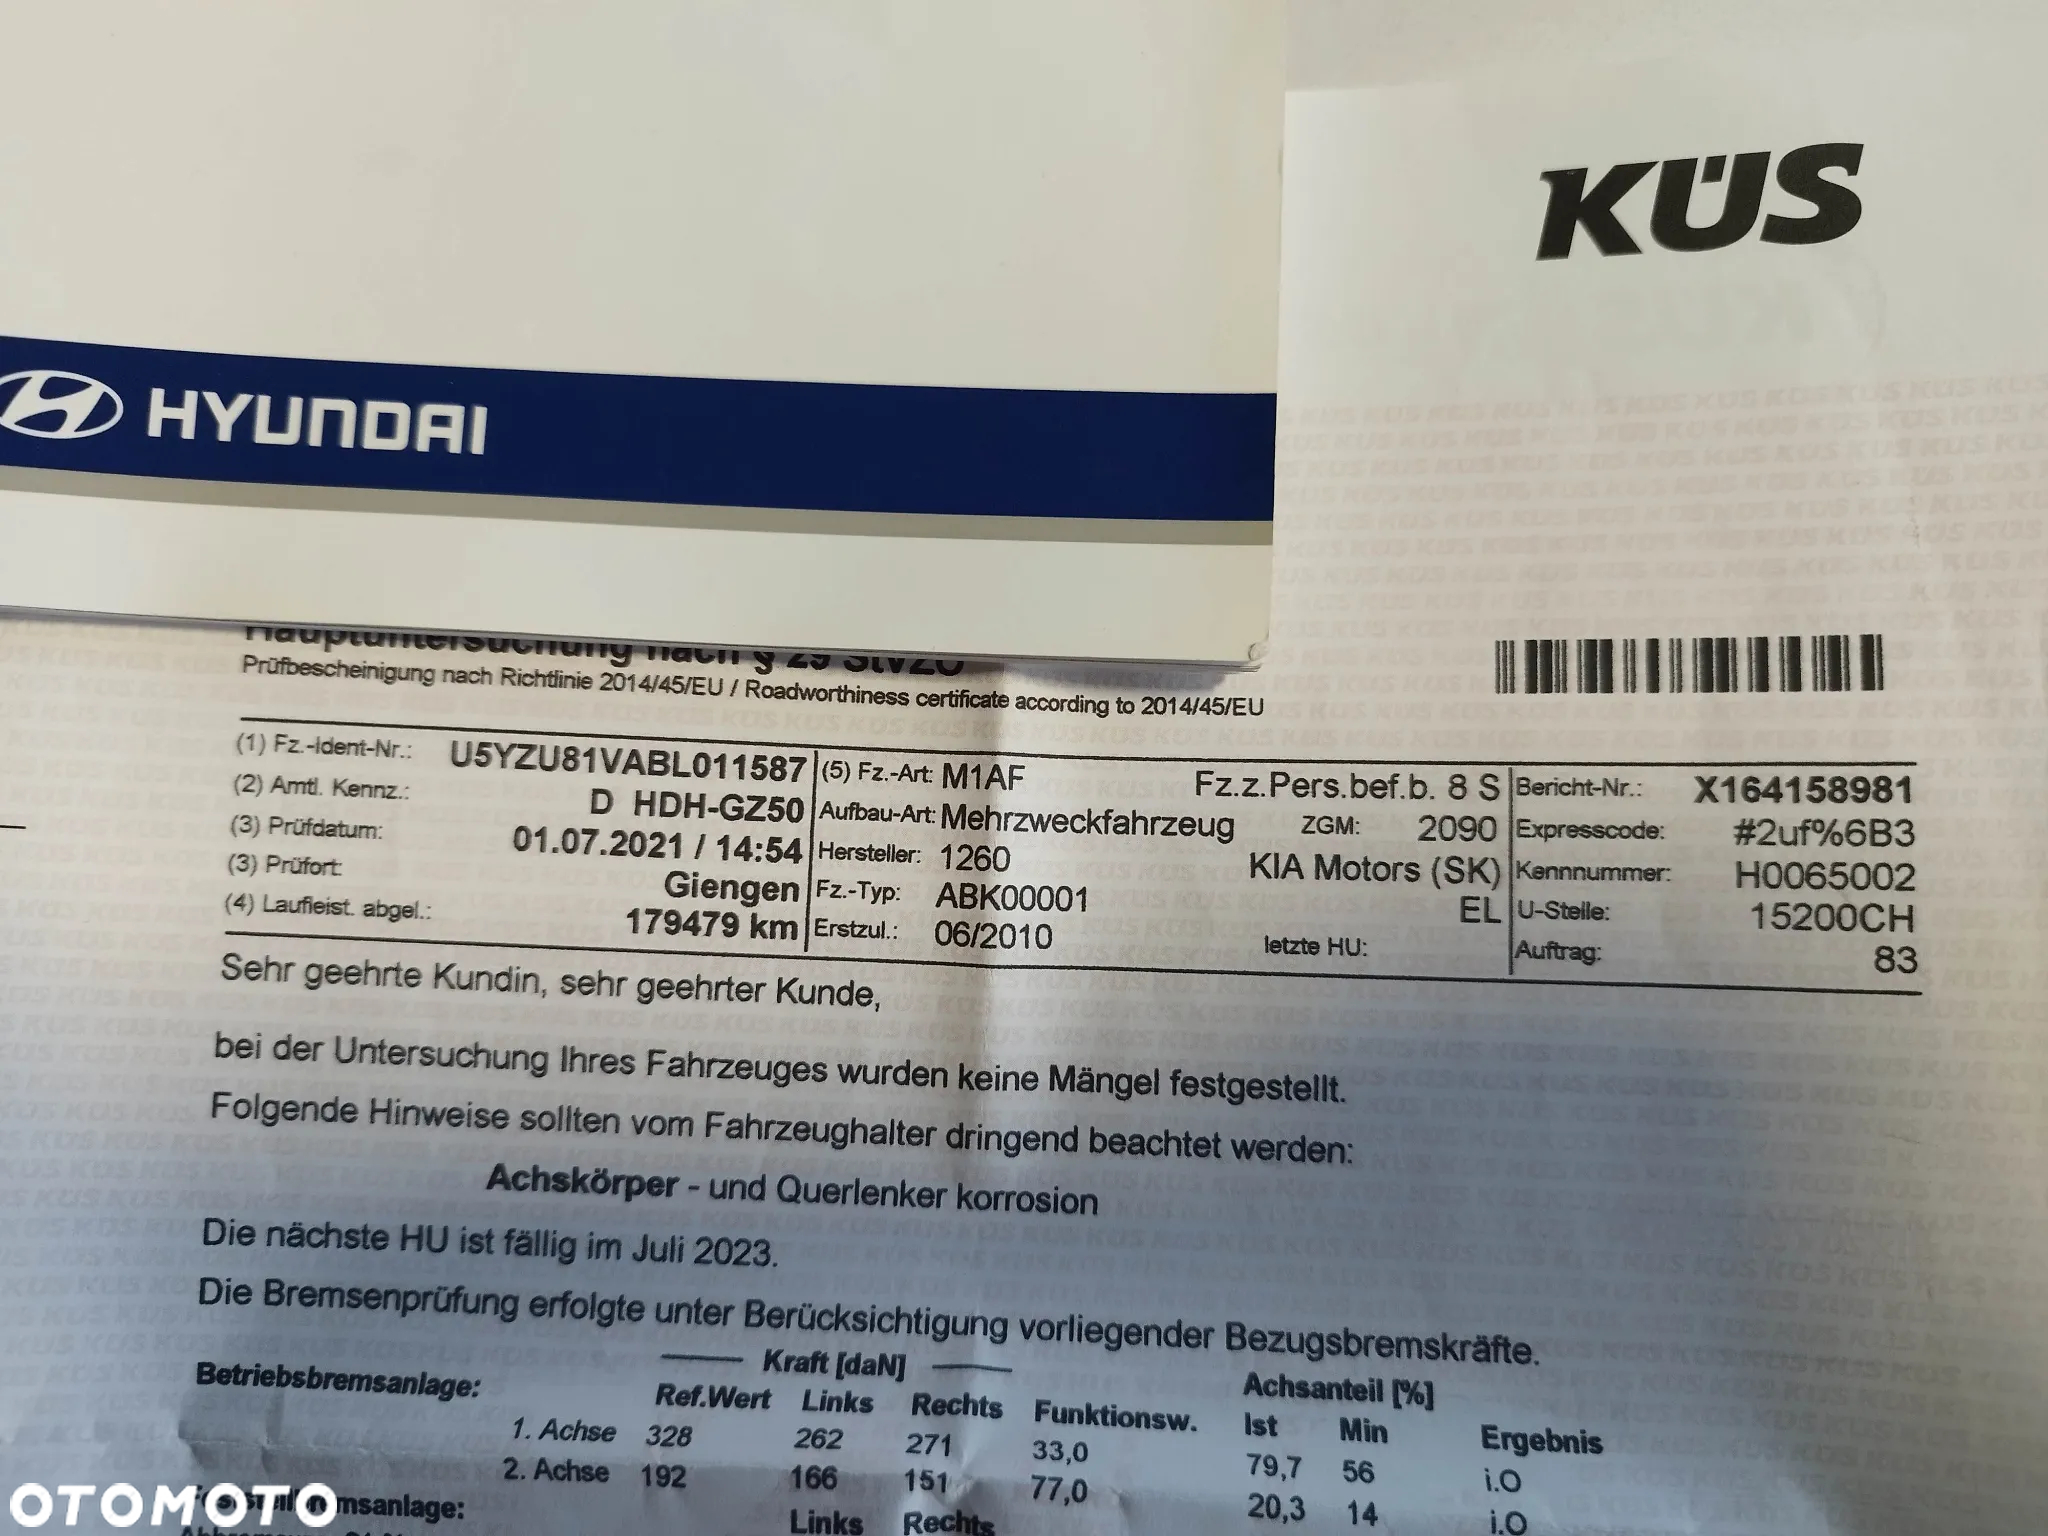 KÜS
HYUNDAI
Hauptuntersuchung nach § 29 StVZO
Prüfbescheinigung nach Richtlinie 2014/45/EU / Roadworthiness certificate according to 2014/45/EU
(1) Fz.-Ident-Nr.: U5YZU81VABL011587 (5) Fz.-Art: M1AF Fz.z.Pers.bef.b. 8 S Bericht-Nr.: X164158981
(2) Amtl. Kennz.: D HDH-GZ50 Aufbau-Art: Mehrzweckfahrzeug ZGM: 2090 Expresscode: #2uf%6B3
(3) Prüfdatum: 01.07.2021 / 14:54 Hersteller: 1260 KIA Motors (SK) Kennnummer: H0065002
(3) Prüfort: Giengen Fz.-Typ: ABK00001 EL U-Stelle: 15200CH
(4) Laufleist. abgel.: 179479 km Erstzul.: 06/2010 letzte HU: Auftrag: 83
Sehr geehrte Kundin, sehr geehrter Kunde,
bei der Untersuchung Ihres Fahrzeuges wurden keine Mängel festgestellt.
Folgende Hinweise sollten vom Fahrzeughalter dringend beachtet werden:
Achskörper - und Querlenker korrosion
Die nächste HU ist fällig im Juli 2023.
Die Bremsenprüfung erfolgte unter Berücksichtigung vorliegender Bezugsbremskräfte.
Kraft [daN] Achsanteil [%]
Betriebsbremsanlage: Ref.Wert Links Rechts Funktionsw. Ist Min Ergebnis
1. Achse 328 262 271 33,0 79,7 56 i.O
2. Achse 192 166 151 77,0 20,3 14 i.O
Feststellbremsanlage: Links Rechts
OTOMOTO